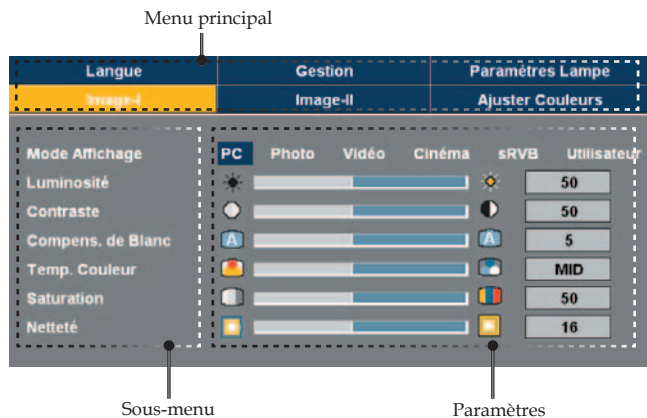 Menu principal
Langue Gestion Paramètres Lampe
Image-I Image-II Ajuster Couleurs
Mode Affichage PC Photo Vidéo Cinéma sRVB Utilisateur
Luminosité 50
Contraste 50
Compens. de Blanc A A 5
Temp. Couleur MID
Saturation 50
Netteté 16
Sous-menu Paramètres